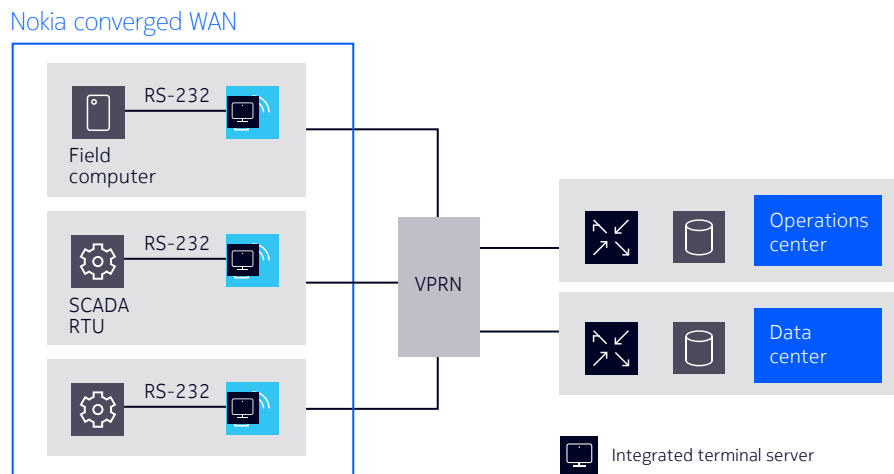 Nokia converged WAN
RS-232
Field
computer
RS-232
SCADA
RTU
RS-232
VPRN
Operations
center
Data
center
Integrated terminal server